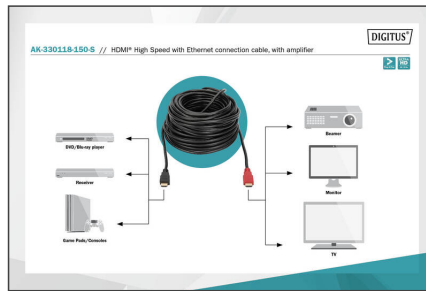 DIGITUS®
AK-330118-150-S // HDMI® High Speed with Ethernet connection cable, with amplifier
HD
DVD/Blu-ray player
Receiver
Game Pads/Consoles
Beamer
Monitor
TV